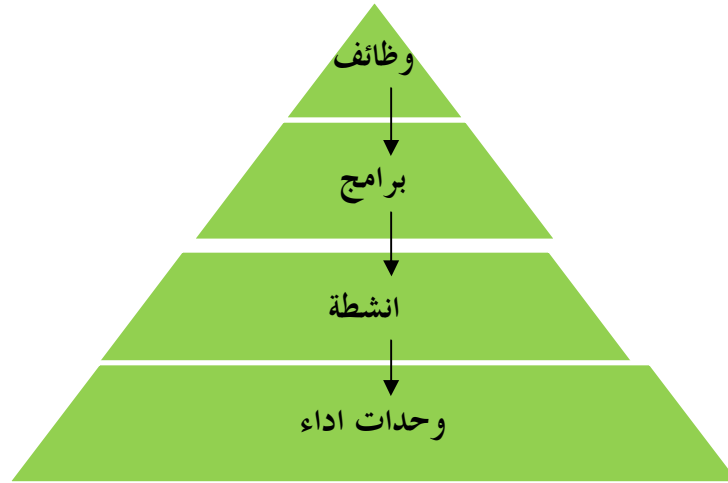 وظائف
برامج
انشطة
وحدات اداء